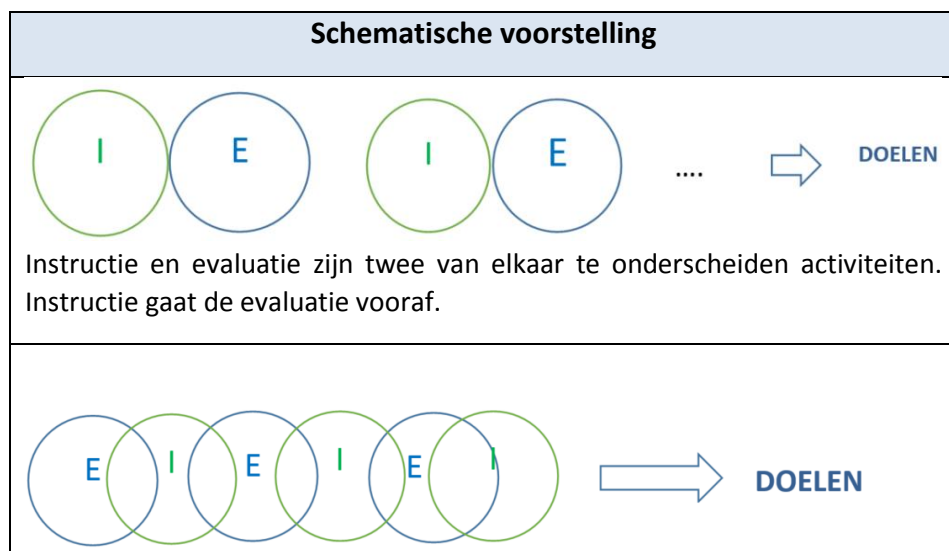 Schematische voorstelling
I E I E .... DOELEN
Instructie en evaluatie zijn twee van elkaar te onderscheiden activiteiten.
Instructie gaat de evaluatie vooraf.
E I E I E I DOELEN